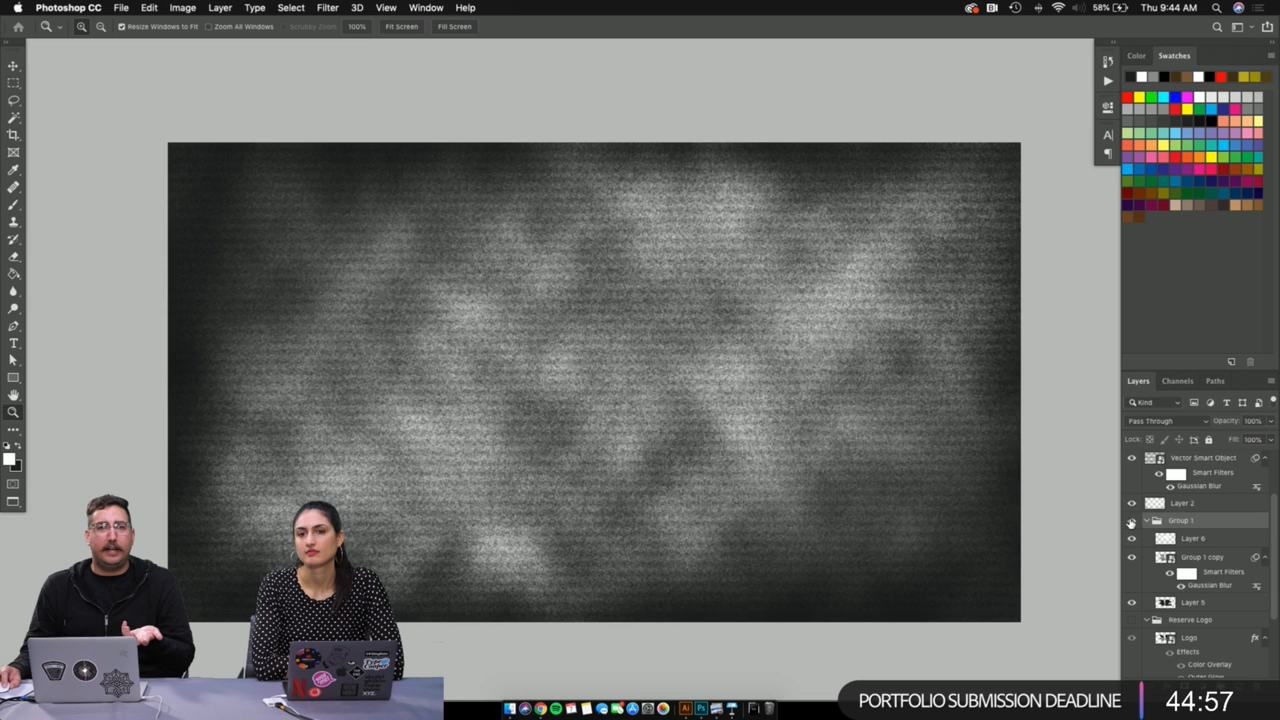 Photoshop CC File Edit Image Layer Type Select Filter 3D View Window Help 58% Thu 9:44 AM
Resize Windows to Fit Zoom All Windows Scrubby Zoom 100% Fit Screen Fill Screen
Color Swatches
Layers Channels Paths
Kind
Pass Through Opacity: 100%
Lock: Fill: 100%
Vector Smart Object
Smart Filters
Gaussian Blur
Layer 2
Group 1
Layer 6
Group 1 copy
Smart Filters
Gaussian Blur
Layer 5
Reserve Logo
Logo fx
Effects
Color Overlay
Outer Glow
PORTFOLIO SUBMISSION DEADLINE 44:57